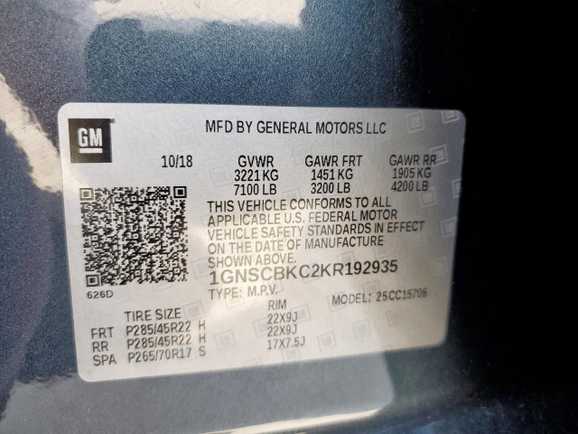 GM
MFD BY GENERAL MOTORS LLC
10/18 GVWR GAWR FRT GAWR RR
3221 KG 1451 KG 1905 KG
7100 LB 3200 LB 4200 LB
THIS VEHICLE CONFORMS TO ALL
APPLICABLE U.S. FEDERAL MOTOR
VEHICLE SAFETY STANDARDS IN EFFECT
ON THE DATE OF MANUFACTURE
SHOWN ABOVE.
626D
1GNSCBKC2KR192935
TYPE: M.P.V. MODEL: 2SCC15706
TIRE SIZE RIM
FRT P285/45R22 H 22X9J
RR P285/45R22 H 22X9J
SPA P265/70R17 S 17X7.5J